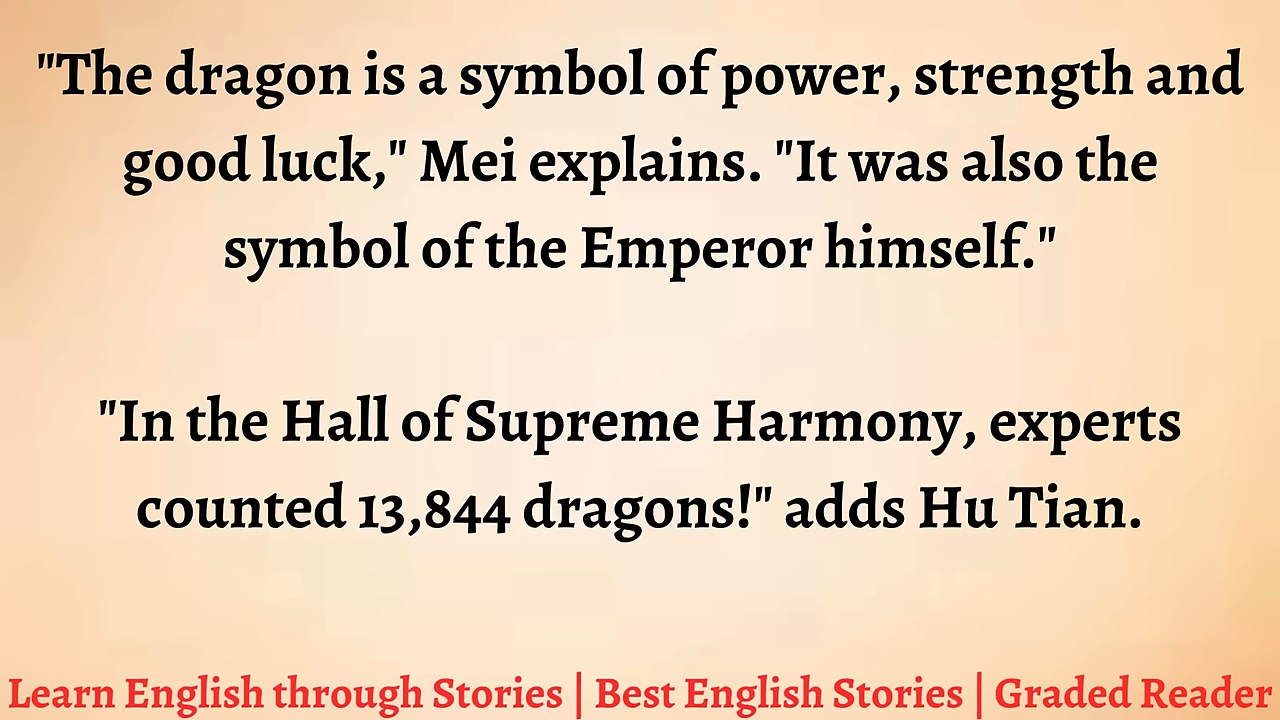 "The dragon is a symbol of power, strength and
good luck," Mei explains. "It was also the
symbol of the Emperor himself."
"In the Hall of Supreme Harmony, experts
counted 13,844 dragons!" adds Hu Tian.
Learn English through Stories | Best English Stories | Graded Reader